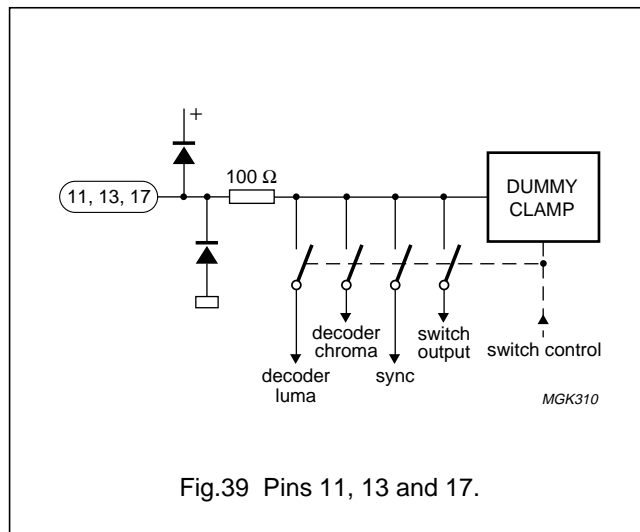 +
100 Ω
11, 13, 17
DUMMY
CLAMP
decoder
chroma
switch
output
switch control
decoder
luma
sync
MGK310
Fig.39 Pins 11, 13 and 17.